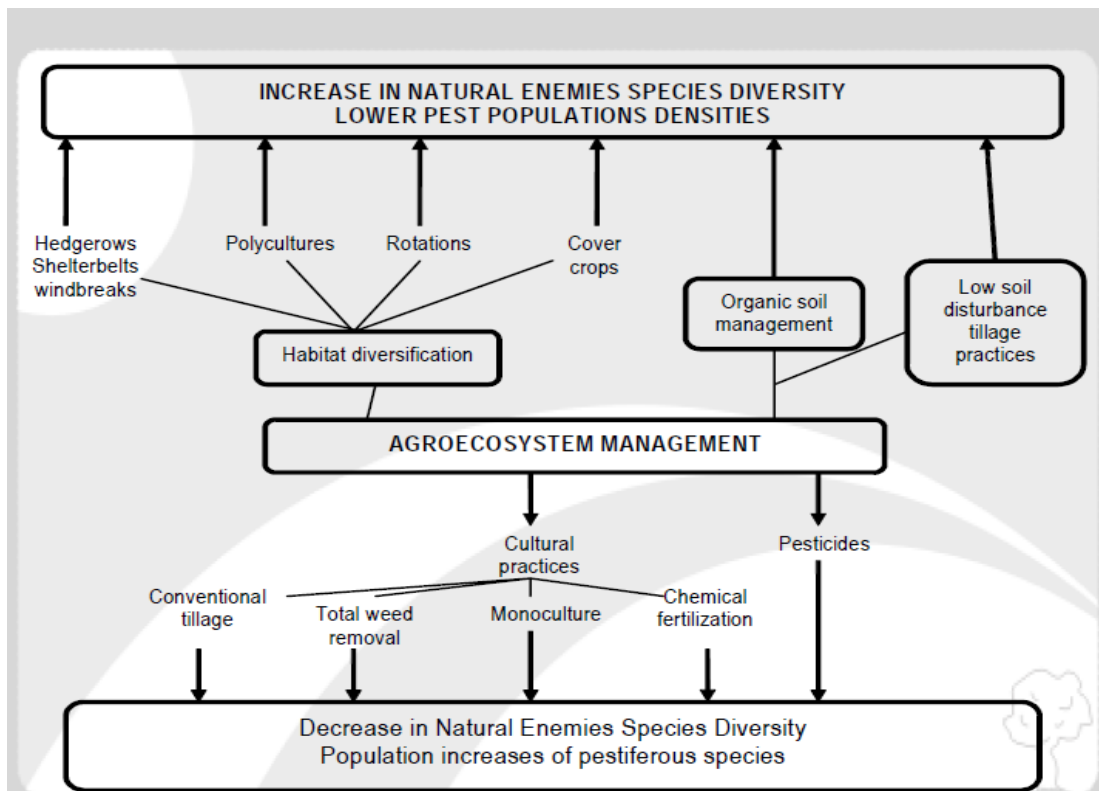 INCREASE IN NATURAL ENEMIES SPECIES DIVERSITY
LOWER PEST POPULATIONS DENSITIES
Hedgerows
Shelterbelts
windbreaks
Polycultures
Rotations
Cover
crops
Organic soil
management
Low soil
disturbance
tillage
practices
Habitat diversification
AGROECOSYSTEM MANAGEMENT
Cultural
practices
Pesticides
Conventional
tillage
Total weed
removal
Monoculture
Chemical
fertilization
Decrease in Natural Enemies Species Diversity
Population increases of pestiferous species